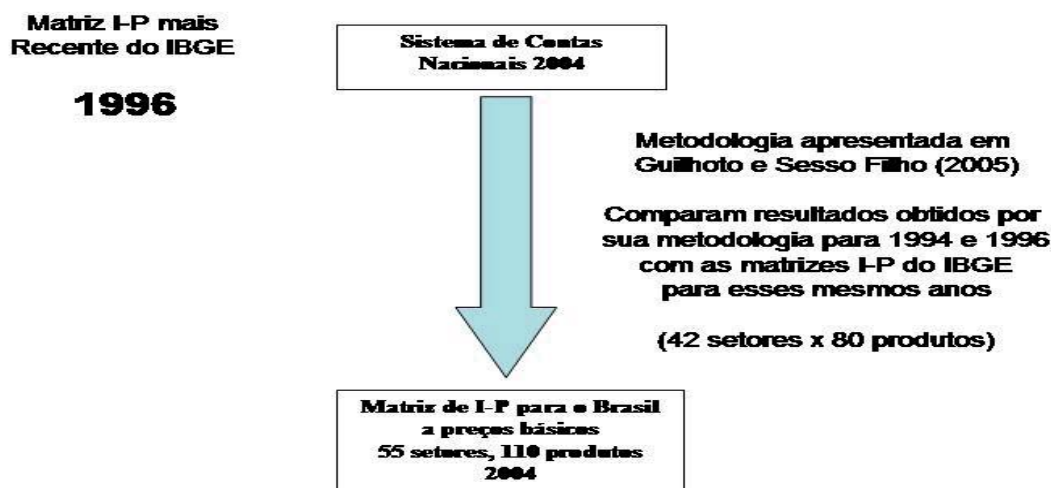 Matriz I-P mais
Recente do IBGE
1996
Sistema de Contas
Nacionais 2004
Metodologia apresentada em
Guilhoto e Sesso Filho (2005)
Comparam resultados obtidos por
sua metodologia para 1994 e 1996
com as matrizes I-P do IBGE
para esses mesmos anos
(42 setores x 80 produtos)
Matriz de I-P para o Brasil
a preços básicos
55 setores, 110 produtos
2004